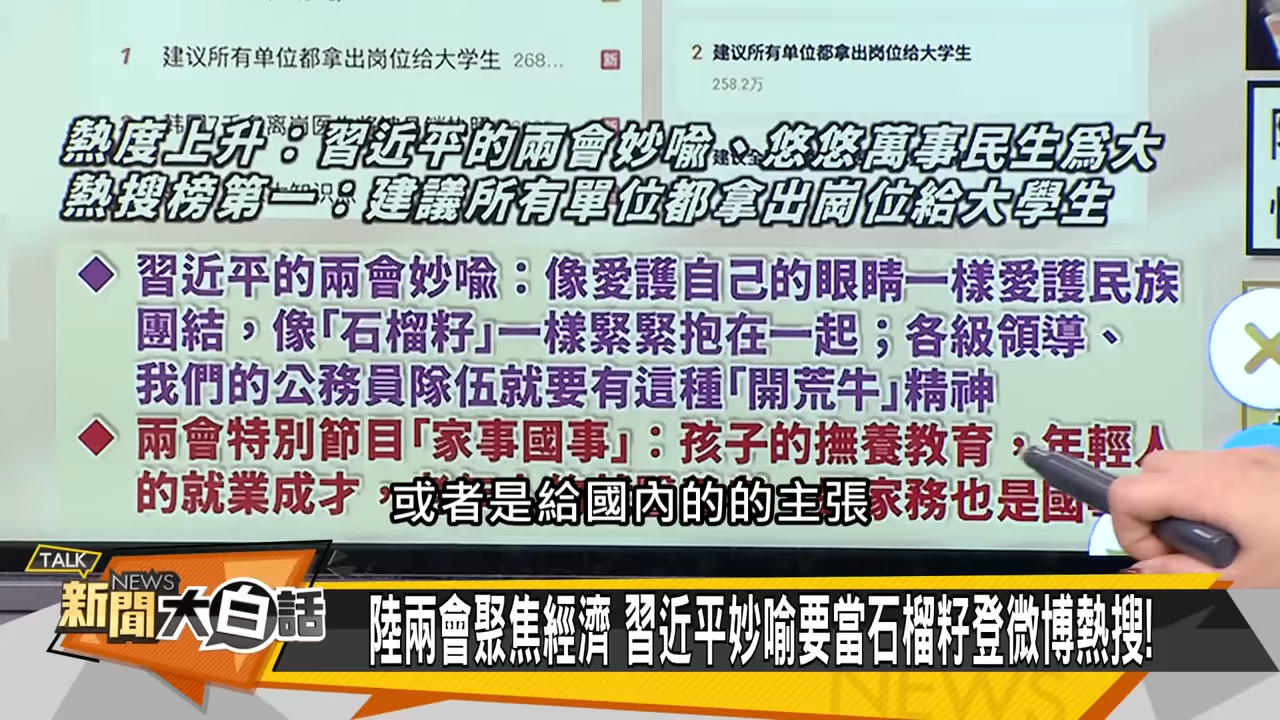 1 建议所有单位都拿出岗位给大学生 268... 新
2 建议所有单位都拿出岗位给大学生
258.2万
熱度上升：習近平的兩會妙喻、悠悠萬事民生為大
熱搜榜第一：建議所有單位都拿出崗位給大學生
◆ 習近平的兩會妙喻：像愛護自己的眼睛一樣愛護民族
團結，像「石榴籽」一樣緊緊抱在一起；各級領導、
我們的公務員隊伍就要有這種「開荒牛」精神
◆ 兩會特別節目「家事國事」：孩子的撫養教育，年輕人
的就業成才，
家務也是國
或者是給國內的的主張
TALK
NEWS
新聞大白話
陸兩會聚焦經濟 習近平妙喻要當石榴籽登微博熱搜!
NEWS